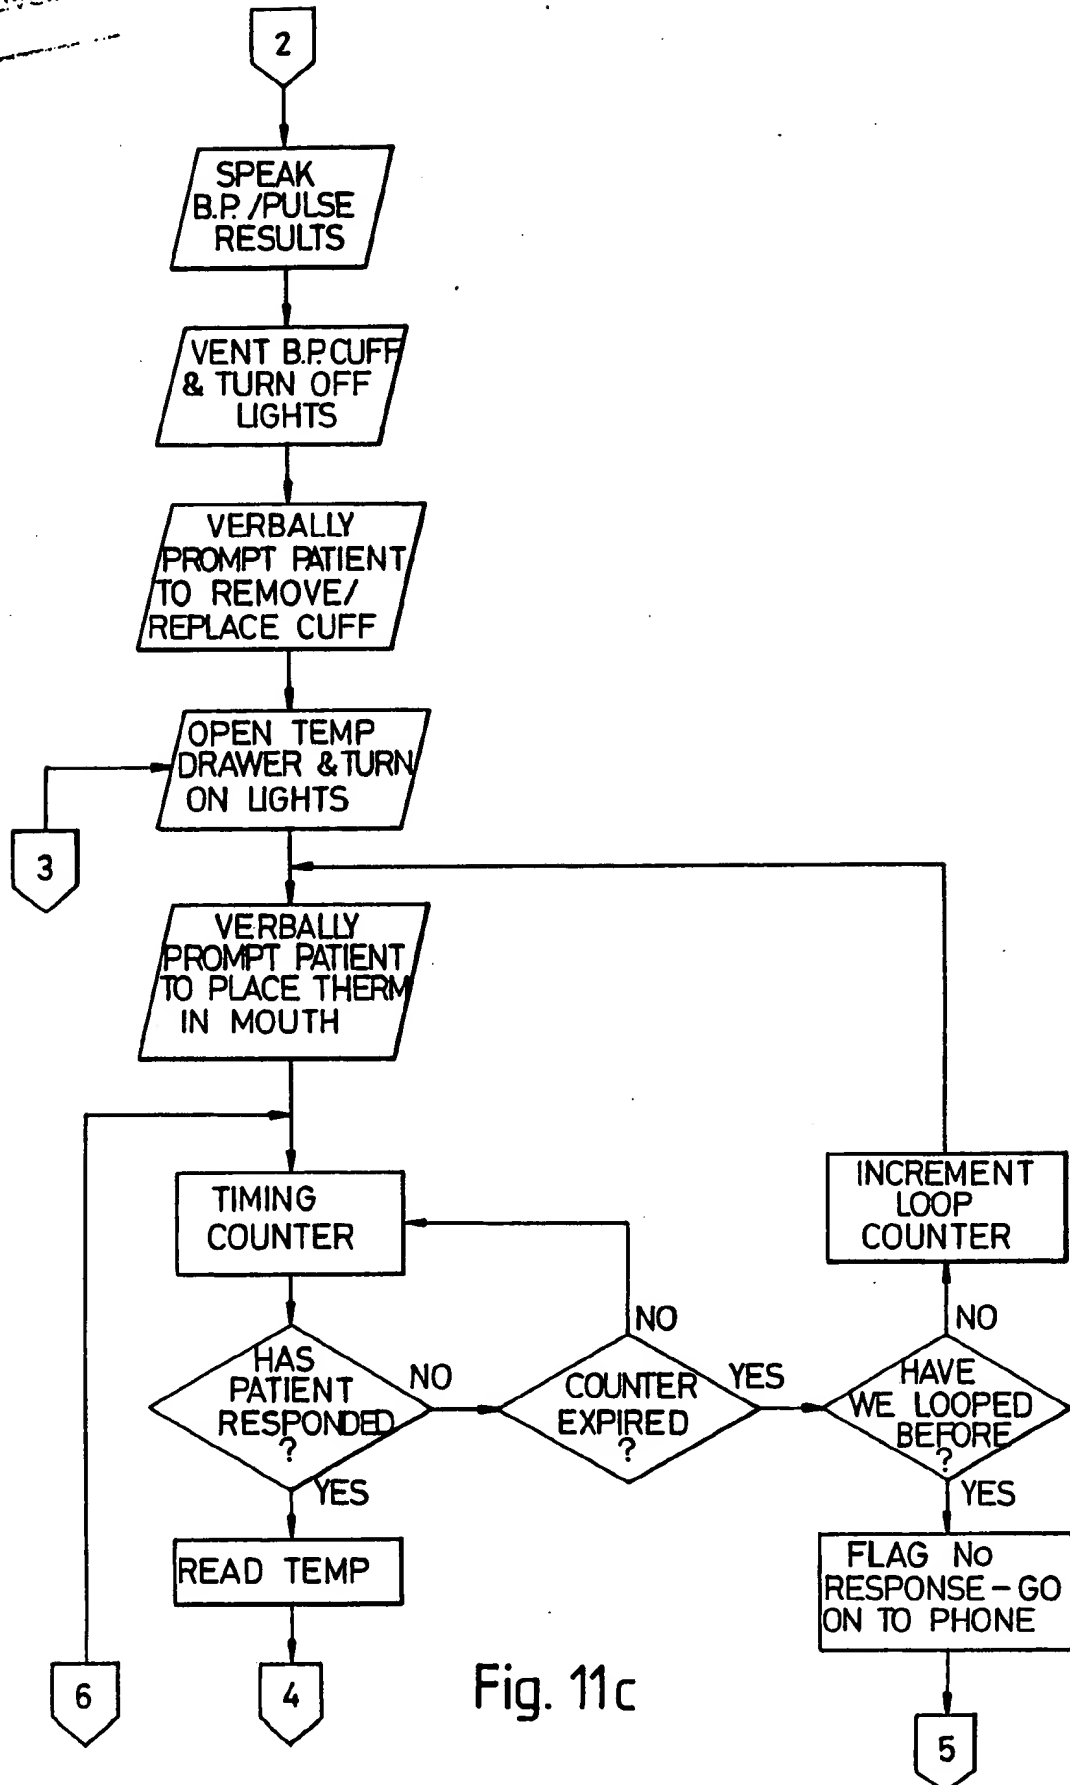 2
SPEAK
B.P./PULSE
RESULTS
VENT B.P. CUFF
& TURN OFF
LIGHTS
VERBALLY
PROMPT PATIENT
TO REMOVE/
REPLACE CUFF
OPEN TEMP
DRAWER & TURN
ON LIGHTS
3
VERBALLY
PROMPT PATIENT
TO PLACE THERM
IN MOUTH
TIMING
COUNTER
INCREMENT
LOOP
COUNTER
NO
NO
HAS
PATIENT
RESPONDED
?
NO
COUNTER
EXPIRED
?
YES
HAVE
WE LOOPED
BEFORE
?
YES
YES
READ TEMP
FLAG No
RESPONSE - GO
ON TO PHONE
6
4
Fig. 11c
5